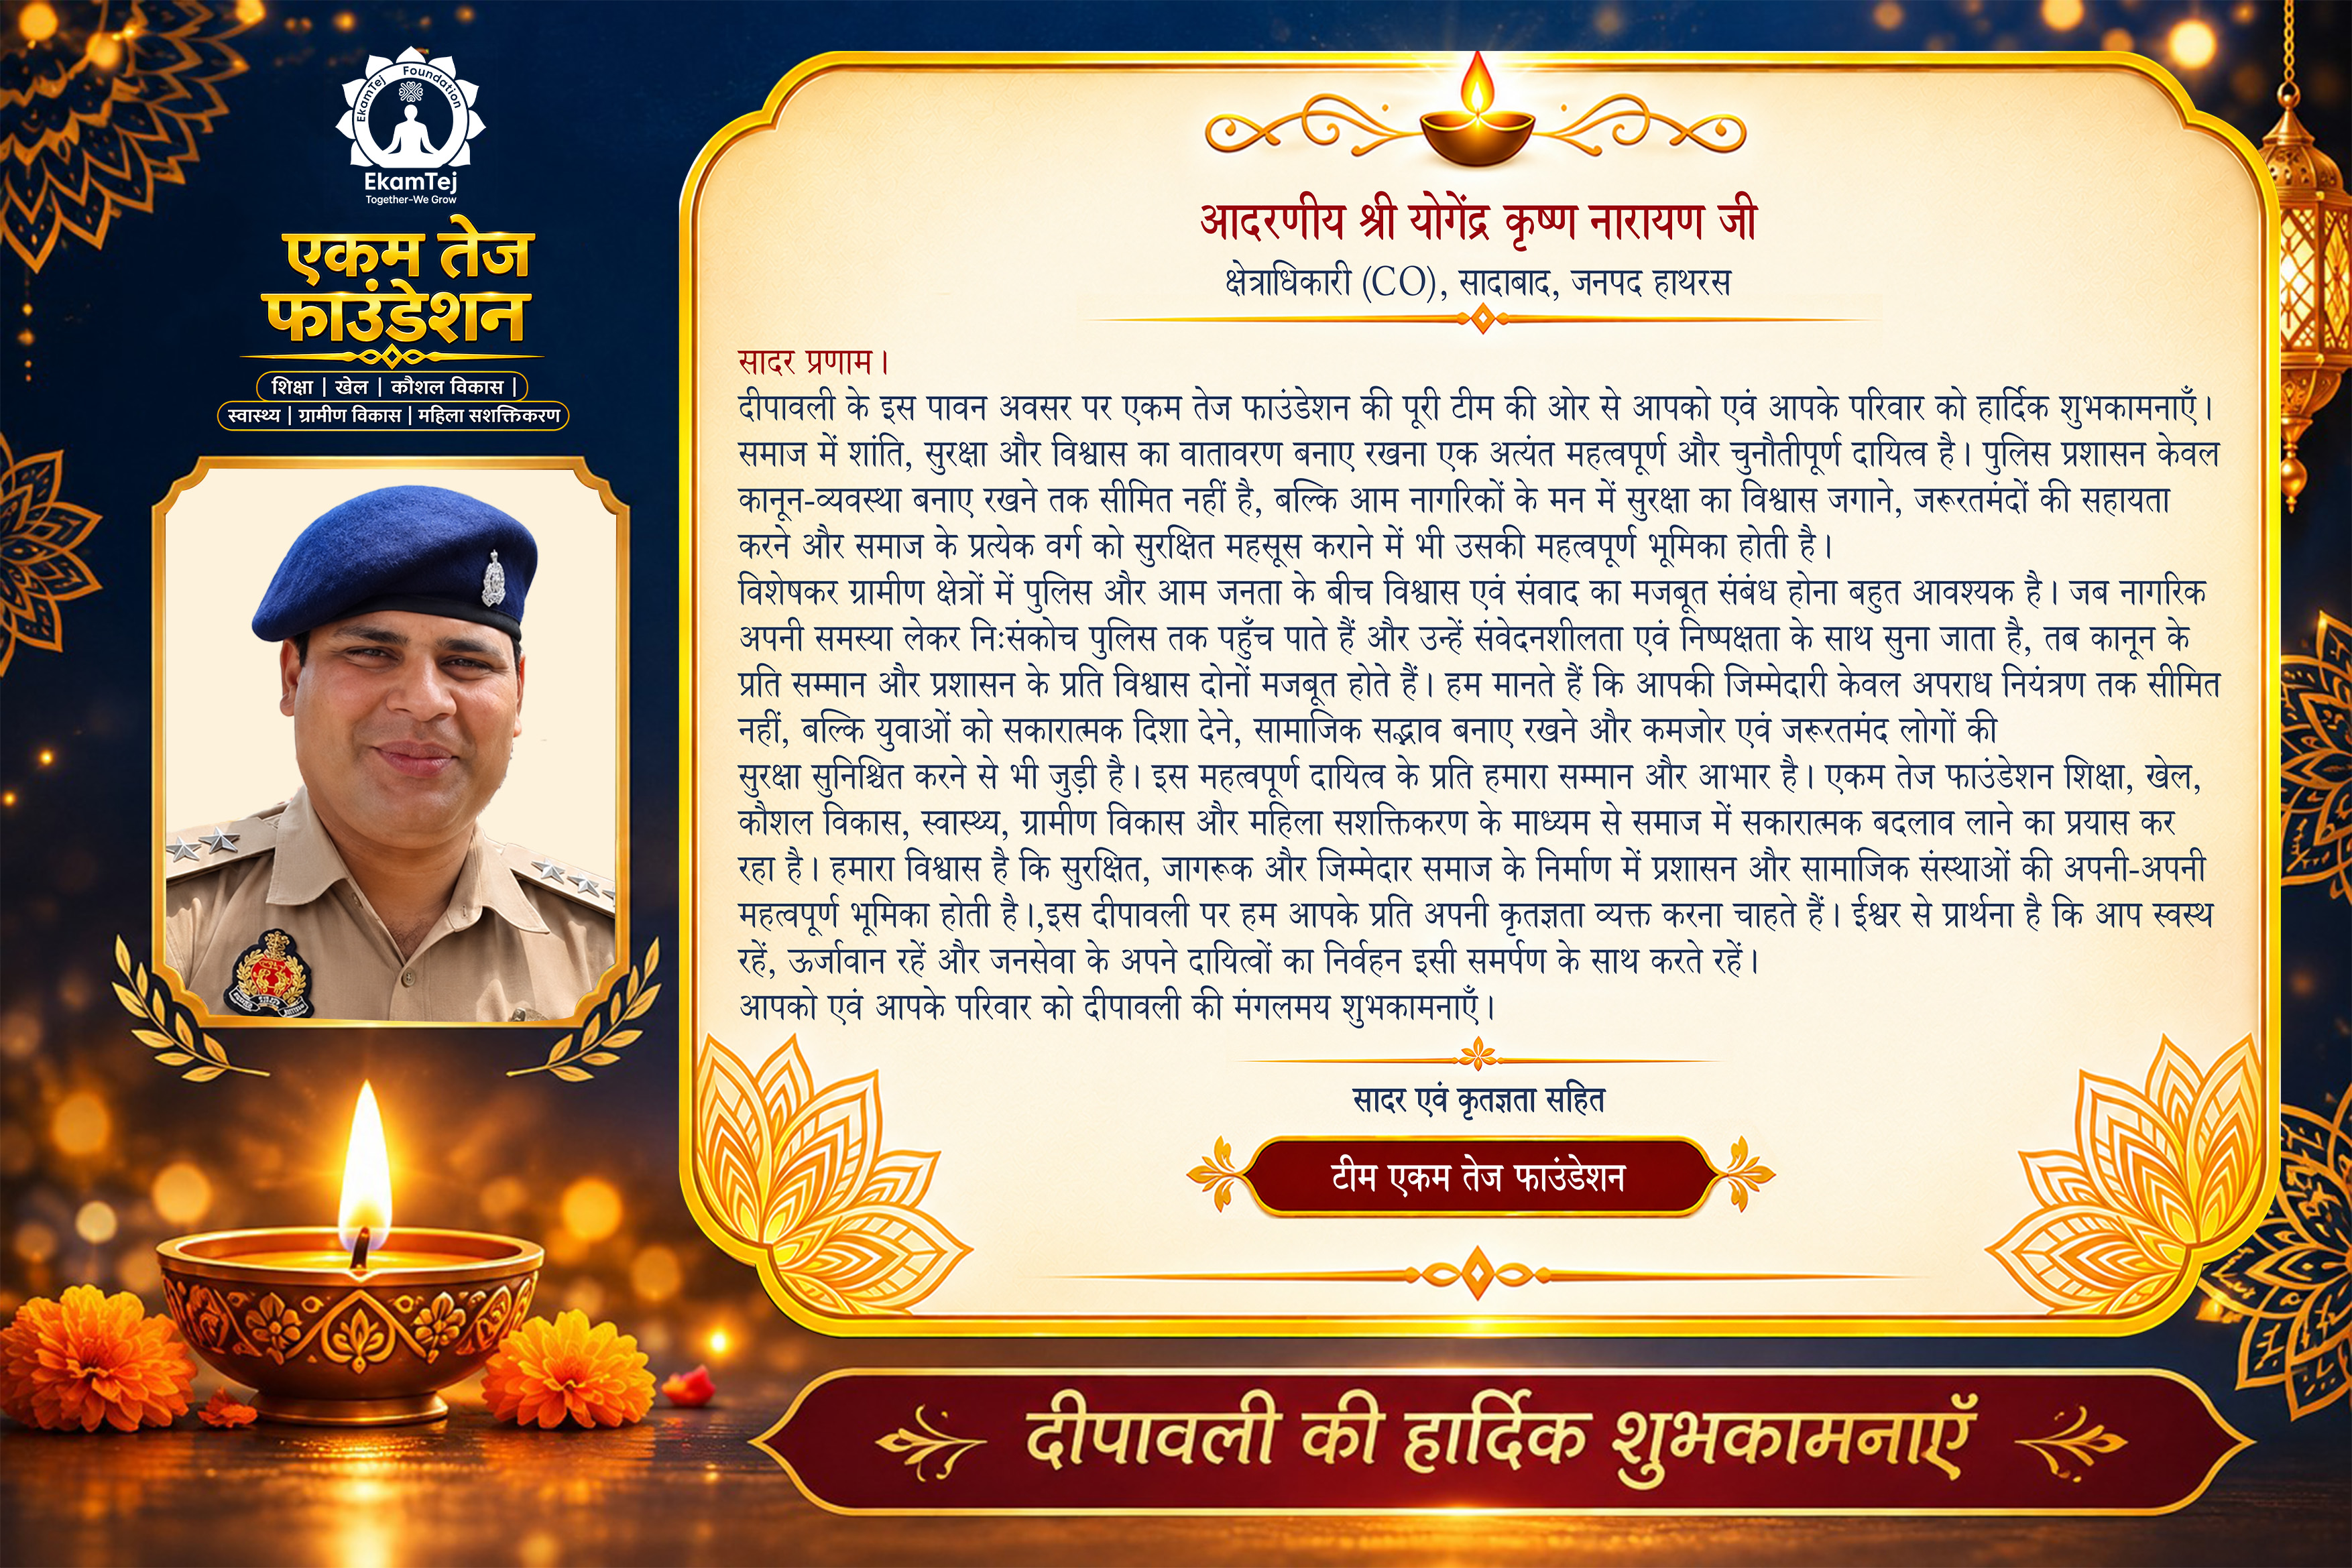 EkamTej Foundation
EkamTej
Together-We Grow
एकम तेज
फाउंडेशन
शिक्षा | खेल | कौशल विकास |
स्वास्थ्य | ग्रामीण विकास | महिला सशक्तिकरण
आदरणीय श्री योगेंद्र कृष्ण नारायण जी
क्षेत्राधिकारी (CO), सादाबाद, जनपद हाथरस
सादर प्रणाम।
दीपावली के इस पावन अवसर पर एकम तेज फाउंडेशन की पूरी टीम की ओर से आपको एवं आपके परिवार को हार्दिक शुभकामनाएँ।
समाज में शांति, सुरक्षा और विश्वास का वातावरण बनाए रखना एक अत्यंत महत्वपूर्ण और चुनौतीपूर्ण दायित्व है। पुलिस प्रशासन केवल
कानून-व्यवस्था बनाए रखने तक सीमित नहीं है, बल्कि आम नागरिकों के मन में सुरक्षा का विश्वास जगाने, जरूरतमंदों की सहायता
करने और समाज के प्रत्येक वर्ग को सुरक्षित महसूस कराने में भी उसकी महत्वपूर्ण भूमिका होती है।
विशेषकर ग्रामीण क्षेत्रों में पुलिस और आम जनता के बीच विश्वास एवं संवाद का मजबूत संबंध होना बहुत आवश्यक है। जब नागरिक
अपनी समस्या लेकर निःसंकोच पुलिस तक पहुँच पाते हैं और उन्हें संवेदनशीलता एवं निष्पक्षता के साथ सुना जाता है, तब कानून के
प्रति सम्मान और प्रशासन के प्रति विश्वास दोनों मजबूत होते हैं। हम मानते हैं कि आपकी जिम्मेदारी केवल अपराध नियंत्रण तक सीमित
नहीं, बल्कि युवाओं को सकारात्मक दिशा देने, सामाजिक सद्भाव बनाए रखने और कमजोर एवं जरूरतमंद लोगों की
सुरक्षा सुनिश्चित करने से भी जुड़ी है। इस महत्वपूर्ण दायित्व के प्रति हमारा सम्मान और आभार है। एकम तेज फाउंडेशन शिक्षा, खेल,
कौशल विकास, स्वास्थ्य, ग्रामीण विकास और महिला सशक्तिकरण के माध्यम से समाज में सकारात्मक बदलाव लाने का प्रयास कर
रहा है। हमारा विश्वास है कि सुरक्षित, जागरूक और जिम्मेदार समाज के निर्माण में प्रशासन और सामाजिक संस्थाओं की अपनी-अपनी
महत्वपूर्ण भूमिका होती है।,इस दीपावली पर हम आपके प्रति अपनी कृतज्ञता व्यक्त करना चाहते हैं। ईश्वर से प्रार्थना है कि आप स्वस्थ
रहें, ऊर्जावान रहें और जनसेवा के अपने दायित्वों का निर्वहन इसी समर्पण के साथ करते रहें।
आपको एवं आपके परिवार को दीपावली की मंगलमय शुभकामनाएँ।
सादर एवं कृतज्ञता सहित
टीम एकम तेज फाउंडेशन
दीपावली की हार्दिक शुभकामनाएॅं